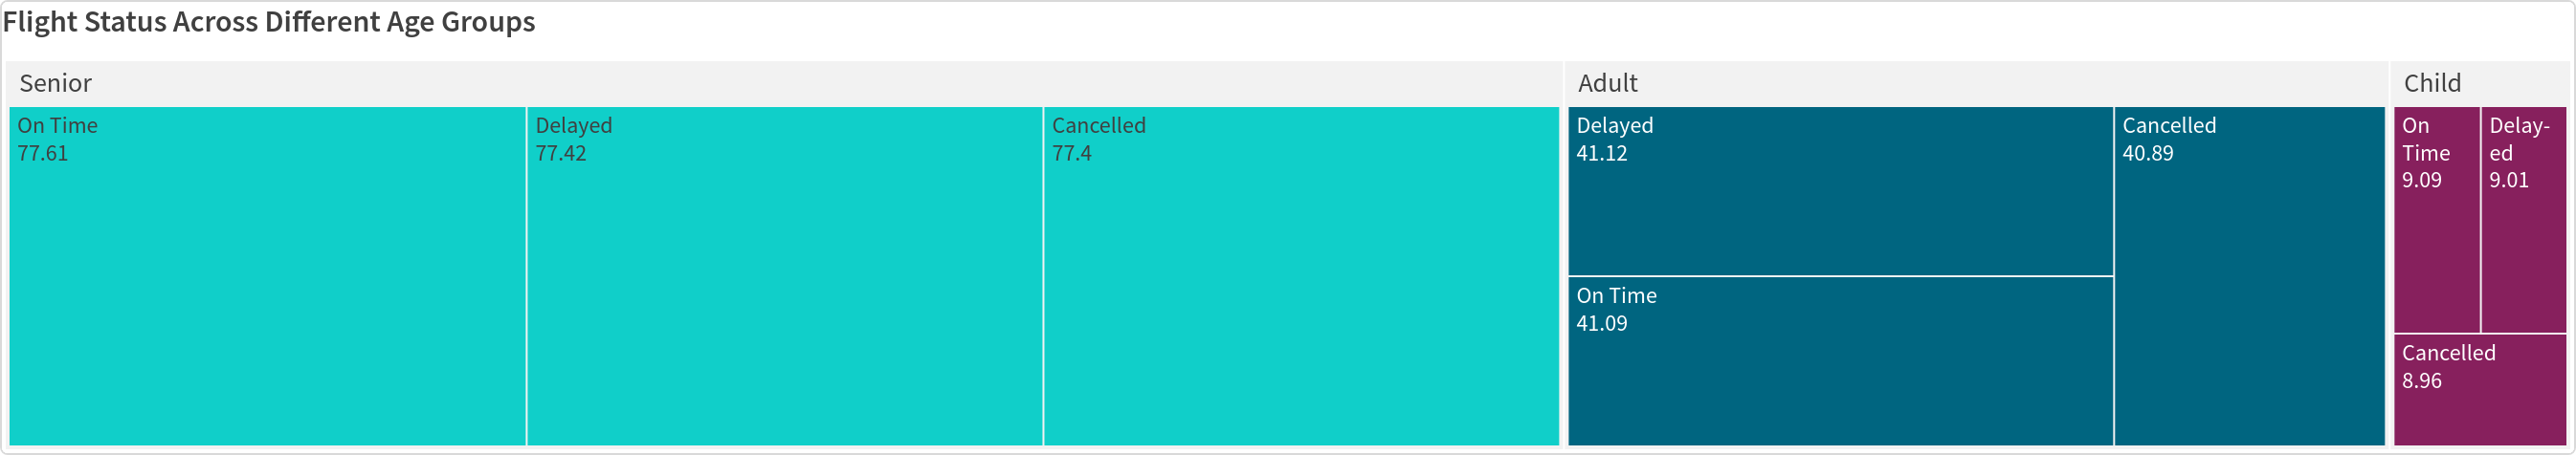 Flight Status Across Different Age Groups
Senior
On Time
77.61
Delayed
77.42
Cancelled
77.4
Adult
Delayed
41.12
On Time
41.09
Cancelled
40.89
Child
On
Time
9.09
Delay-
ed
9.01
Cancelled
8.96